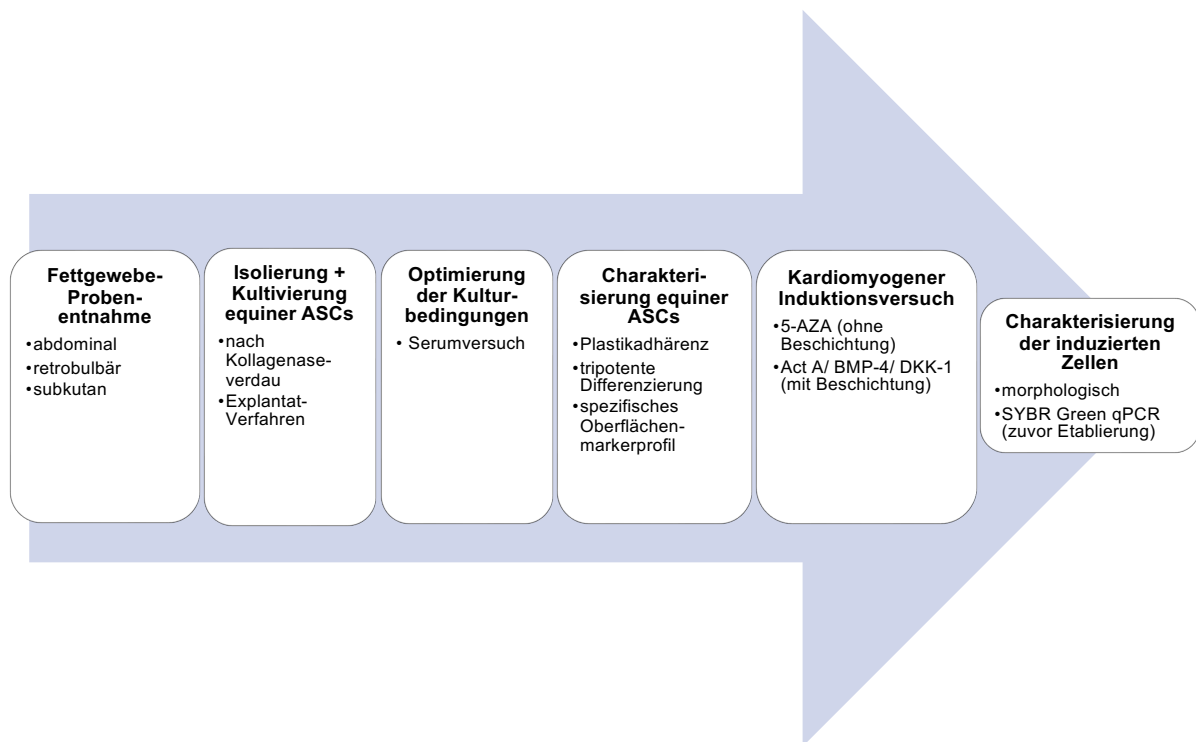 Fettgewebe-
Proben-
entnahme
•abdominal
•retrobulbär
•subkutan
Isolierung +
Kultivierung
equiner ASCs
•nach
Kollagenase-
verdau
•Explantat-
Verfahren
Optimierung
der Kultur-
bedingungen
• Serumversuch
Charakteri-
sierung equiner
ASCs
•Plastikadhärenz
•tripotente
Differenzierung
•spezifisches
Oberflächen-
markerprofil
Kardiomyogener
Induktionsversuch
•5-AZA (ohne
Beschichtung)
•Act A/ BMP-4/ DKK-1
(mit Beschichtung)
Charakterisierung
der induzierten
Zellen
•morphologisch
•SYBR Green qPCR
(zuvor Etablierung)